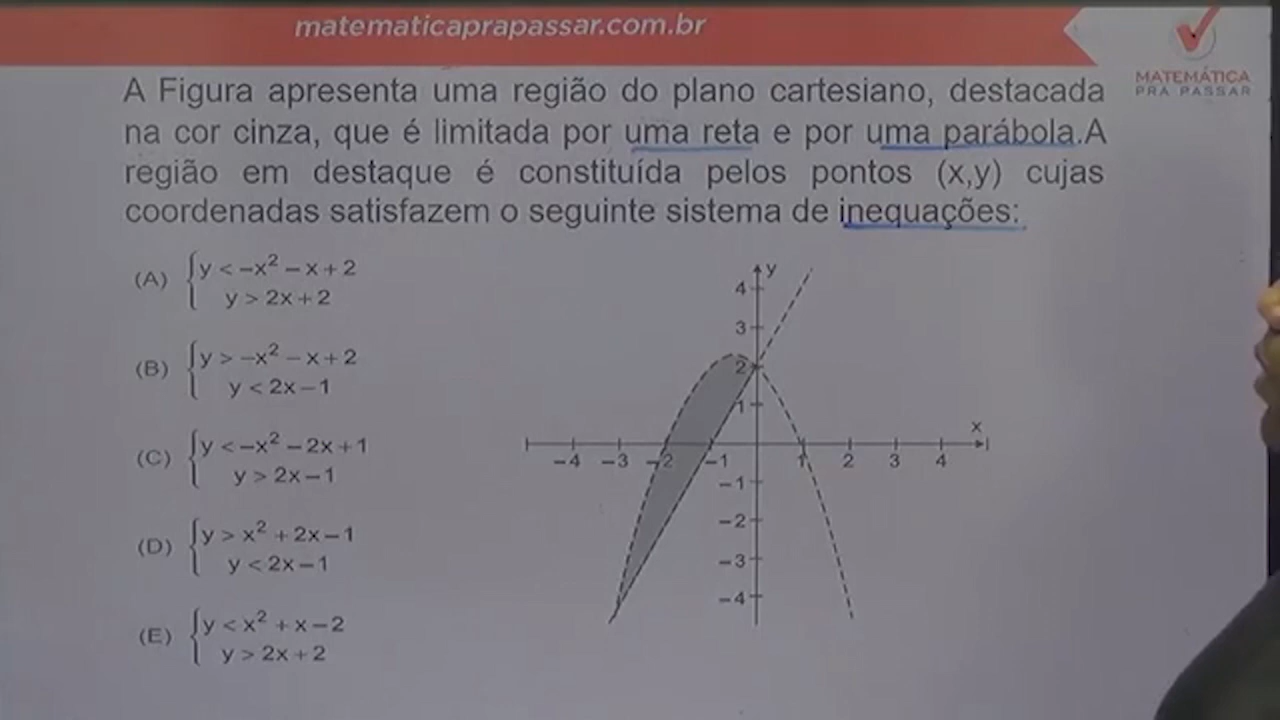 matematicaprapassar.com.br
MATEMÁTICA
PRA PASSAR
A Figura apresenta uma região do plano cartesiano, destacada
na cor cinza, que é limitada por uma reta e por uma parábola.A
região em destaque é constituída pelos pontos (x,y) cujas
coordenadas satisfazem o seguinte sistema de inequações:
(A) { y < −x² − x + 2
y > 2x + 2
(B) { y > −x² − x + 2
y < 2x − 1
(C) { y < −x² − 2x + 1
y > 2x − 1
(D) { y > x² + 2x − 1
y < 2x − 1
(E) { y < x² + x − 2
y > 2x + 2
y
4
3
2
1
x
−4 −3 −2 −1 1 2 3 4
−1
−2
−3
−4